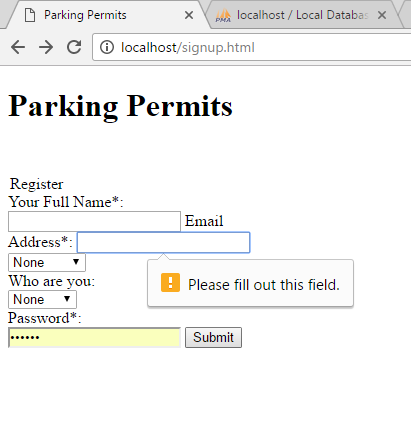 Parking Permits
localhost / Local Databas
localhost/signup.html
Parking Permits
Register
Your Full Name*:
Email
Address*:
None
Please fill out this field.
Who are you:
None
Password*:
•••••• Submit